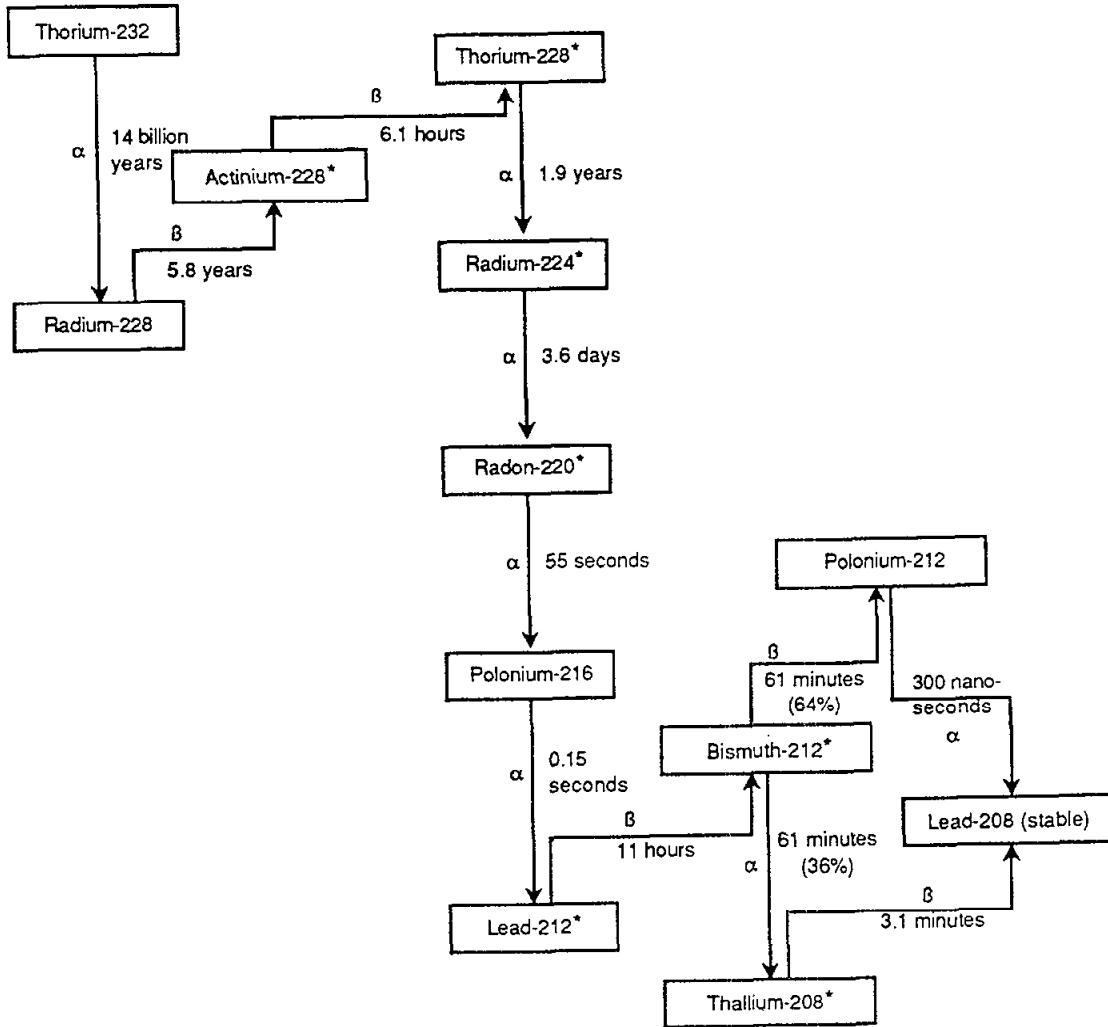 Thorium-232
Thorium-228*
ß
6.1 hours
α
14 billion
years
Actinium-228*
α
1.9 years
ß
5.8 years
Radium-224*
Radium-228
α
3.6 days
Radon-220*
α
55 seconds
Polonium-212
ß
61 minutes
(64%)
300 nano-
seconds
α
Polonium-216
Bismuth-212*
α
0.15
seconds
ß
11 hours
61 minutes
(36%)
α
Lead-208 (stable)
ß
3.1 minutes
Lead-212*
Thallium-208*